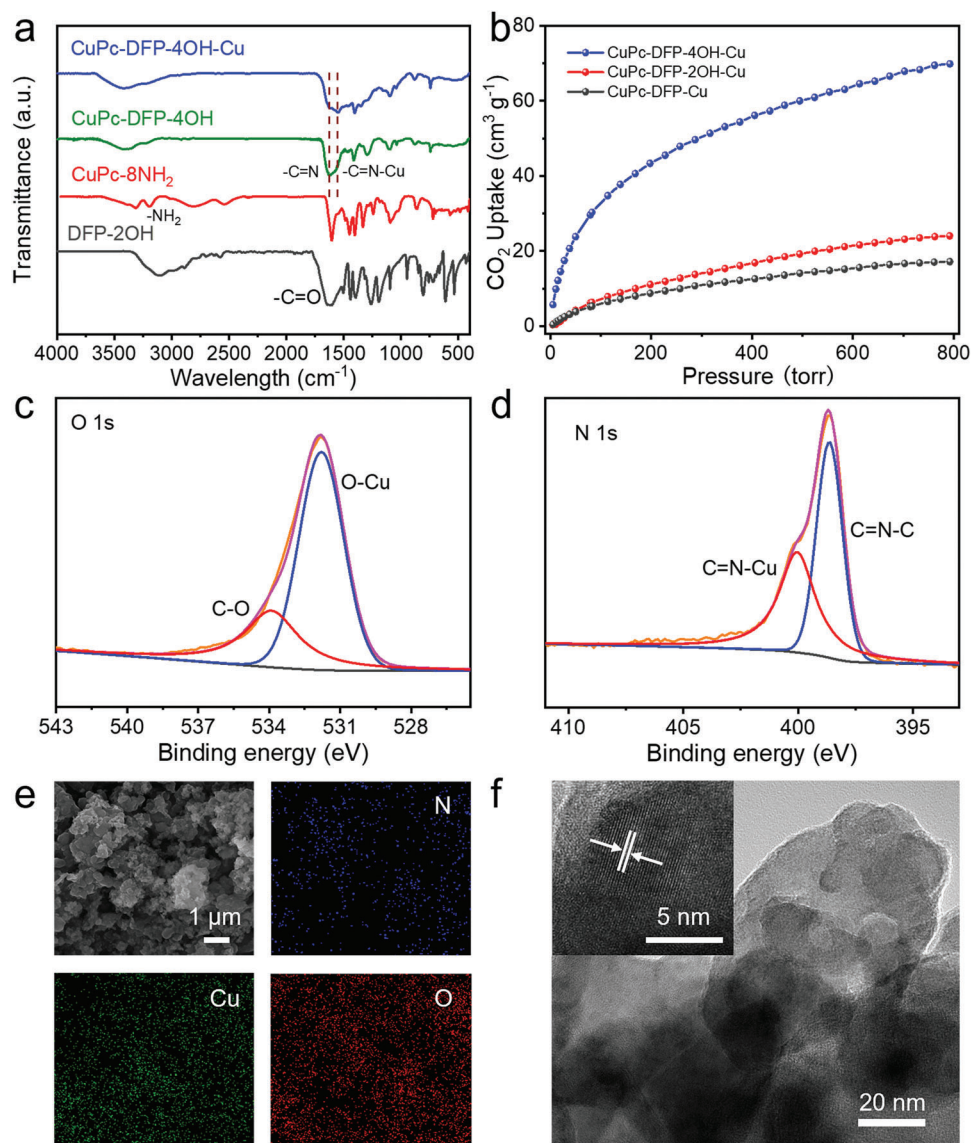 a
Transmittance (a.u.)
CuPc-DFP-4OH-Cu
CuPc-DFP-4OH
-C=N
-C=N-Cu
CuPc-8NH₂
-NH₂
DFP-2OH
-C=O
4000 3500 3000 2500 2000 1500 1000 500
Wavelength (cm⁻¹)
b
CO₂ Uptake (cm³ g⁻¹)
80
60
40
20
0
CuPc-DFP-4OH-Cu
CuPc-DFP-2OH-Cu
CuPc-DFP-Cu
0 200 400 600 800
Pressure (torr)
c
O 1s
O-Cu
C-O
543 540 537 534 531 528
Binding energy (eV)
d
N 1s
C=N-C
C=N-Cu
410 405 400 395
Binding energy (eV)
e
1 μm
N
Cu
O
f
5 nm
20 nm